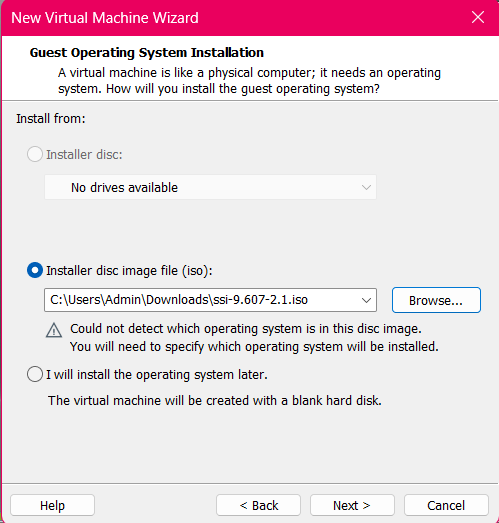 New Virtual Machine Wizard
Guest Operating System Installation
A virtual machine is like a physical computer; it needs an operating
system. How will you install the guest operating system?
Install from:
Installer disc:
No drives available
Installer disc image file (iso):
C:\Users\Admin\Downloads\ssi-9.607-2.1.iso
Browse...
Could not detect which operating system is in this disc image.
You will need to specify which operating system will be installed.
I will install the operating system later.
The virtual machine will be created with a blank hard disk.
Help
< Back
Next >
Cancel